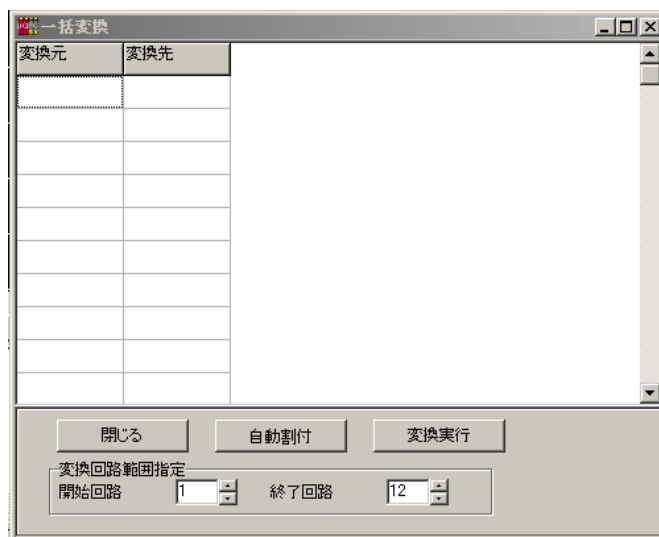 一括変換
変換元 変換先
閉じる 自動割付 変換実行
変換回路範囲指定
開始回路 1 終了回路 12